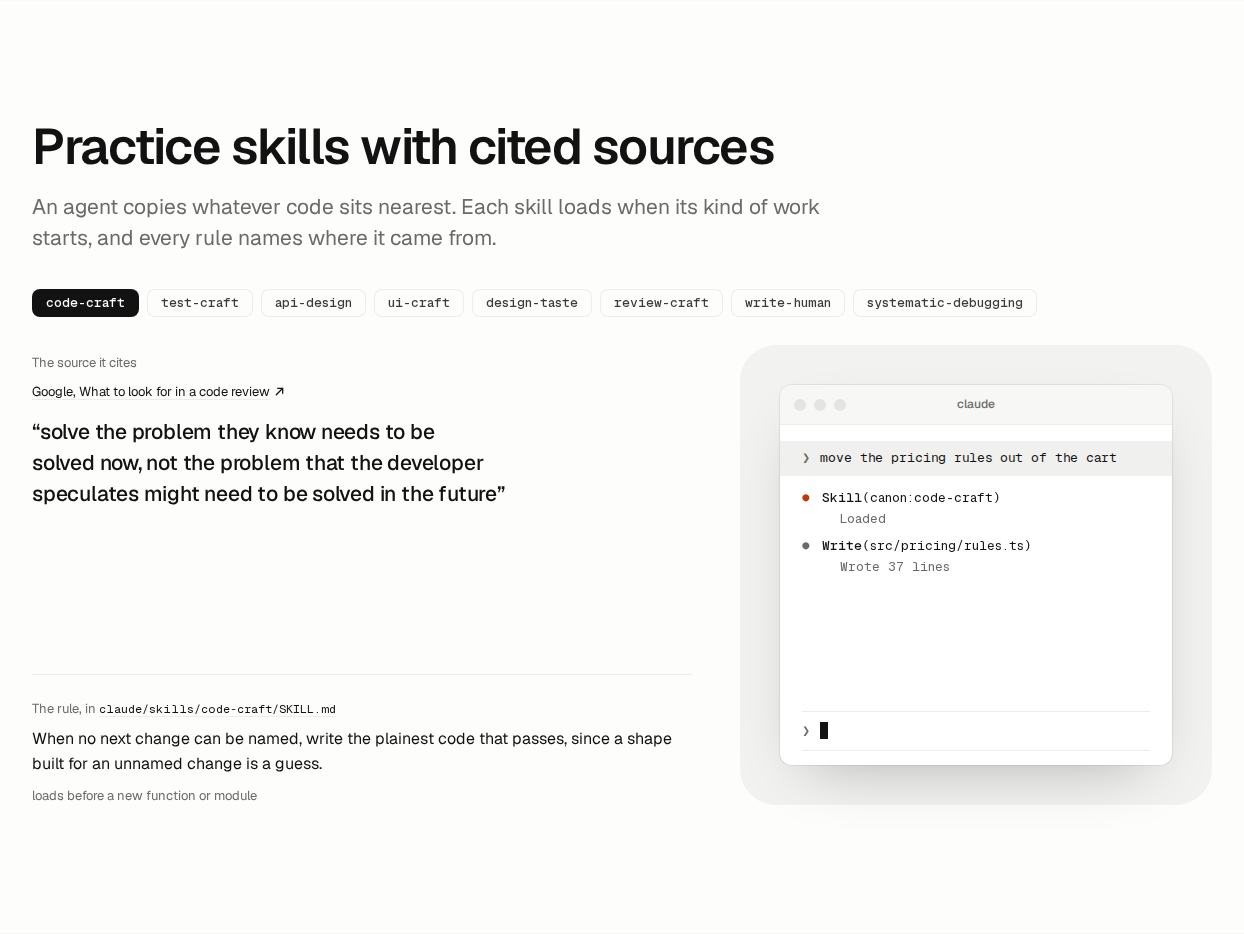 Practice skills with cited sources
An agent copies whatever code sits nearest. Each skill loads when its kind of work
starts, and every rule names where it came from.
code-craft
test-craft
api-design
ui-craft
design-taste
review-craft
write-human
systematic-debugging
The source it cites
Google, What to look for in a code review ↗
“solve the problem they know needs to be
solved now, not the problem that the developer
speculates might need to be solved in the future”
The rule, in claude/skills/code-craft/SKILL.md
When no next change can be named, write the plainest code that passes, since a shape
built for an unnamed change is a guess.
loads before a new function or module
claude
❯ move the pricing rules out of the cart
● Skill(canon:code-craft)
Loaded
● Write(src/pricing/rules.ts)
Wrote 37 lines
❯